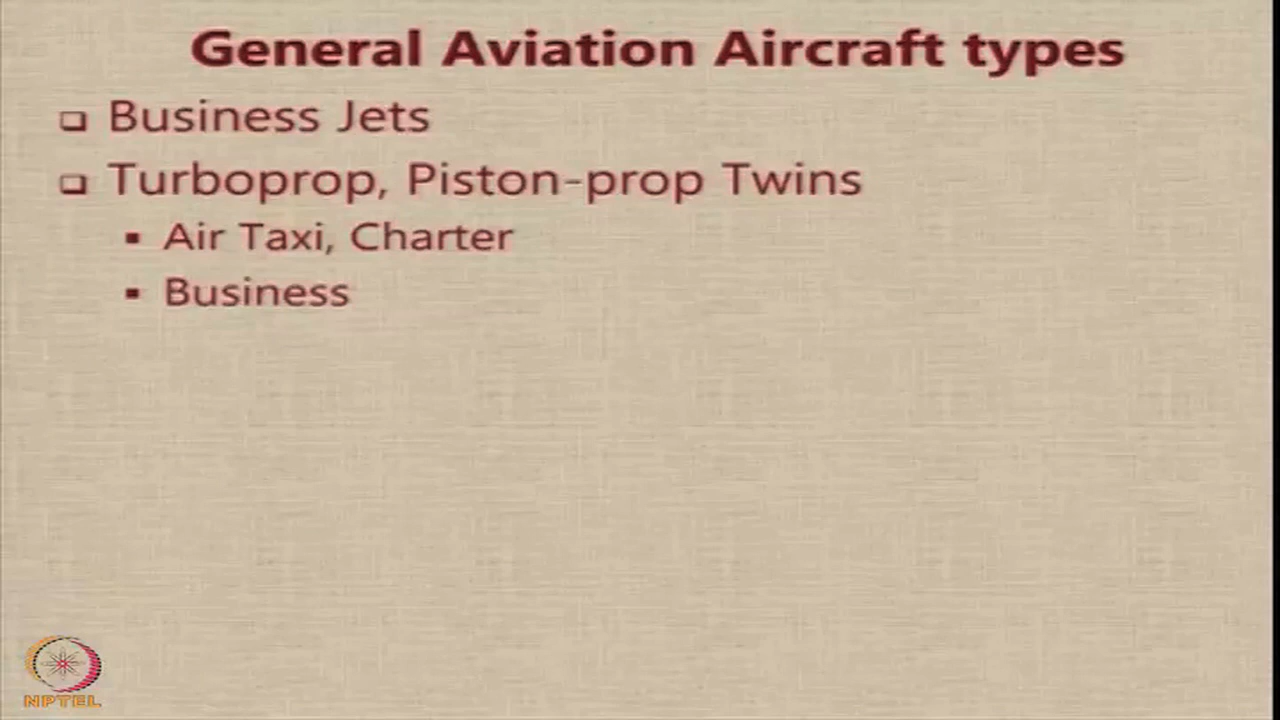 General Aviation Aircraft types
Business Jets
Turboprop, Piston-prop Twins
Air Taxi, Charter
Business
NPTEL